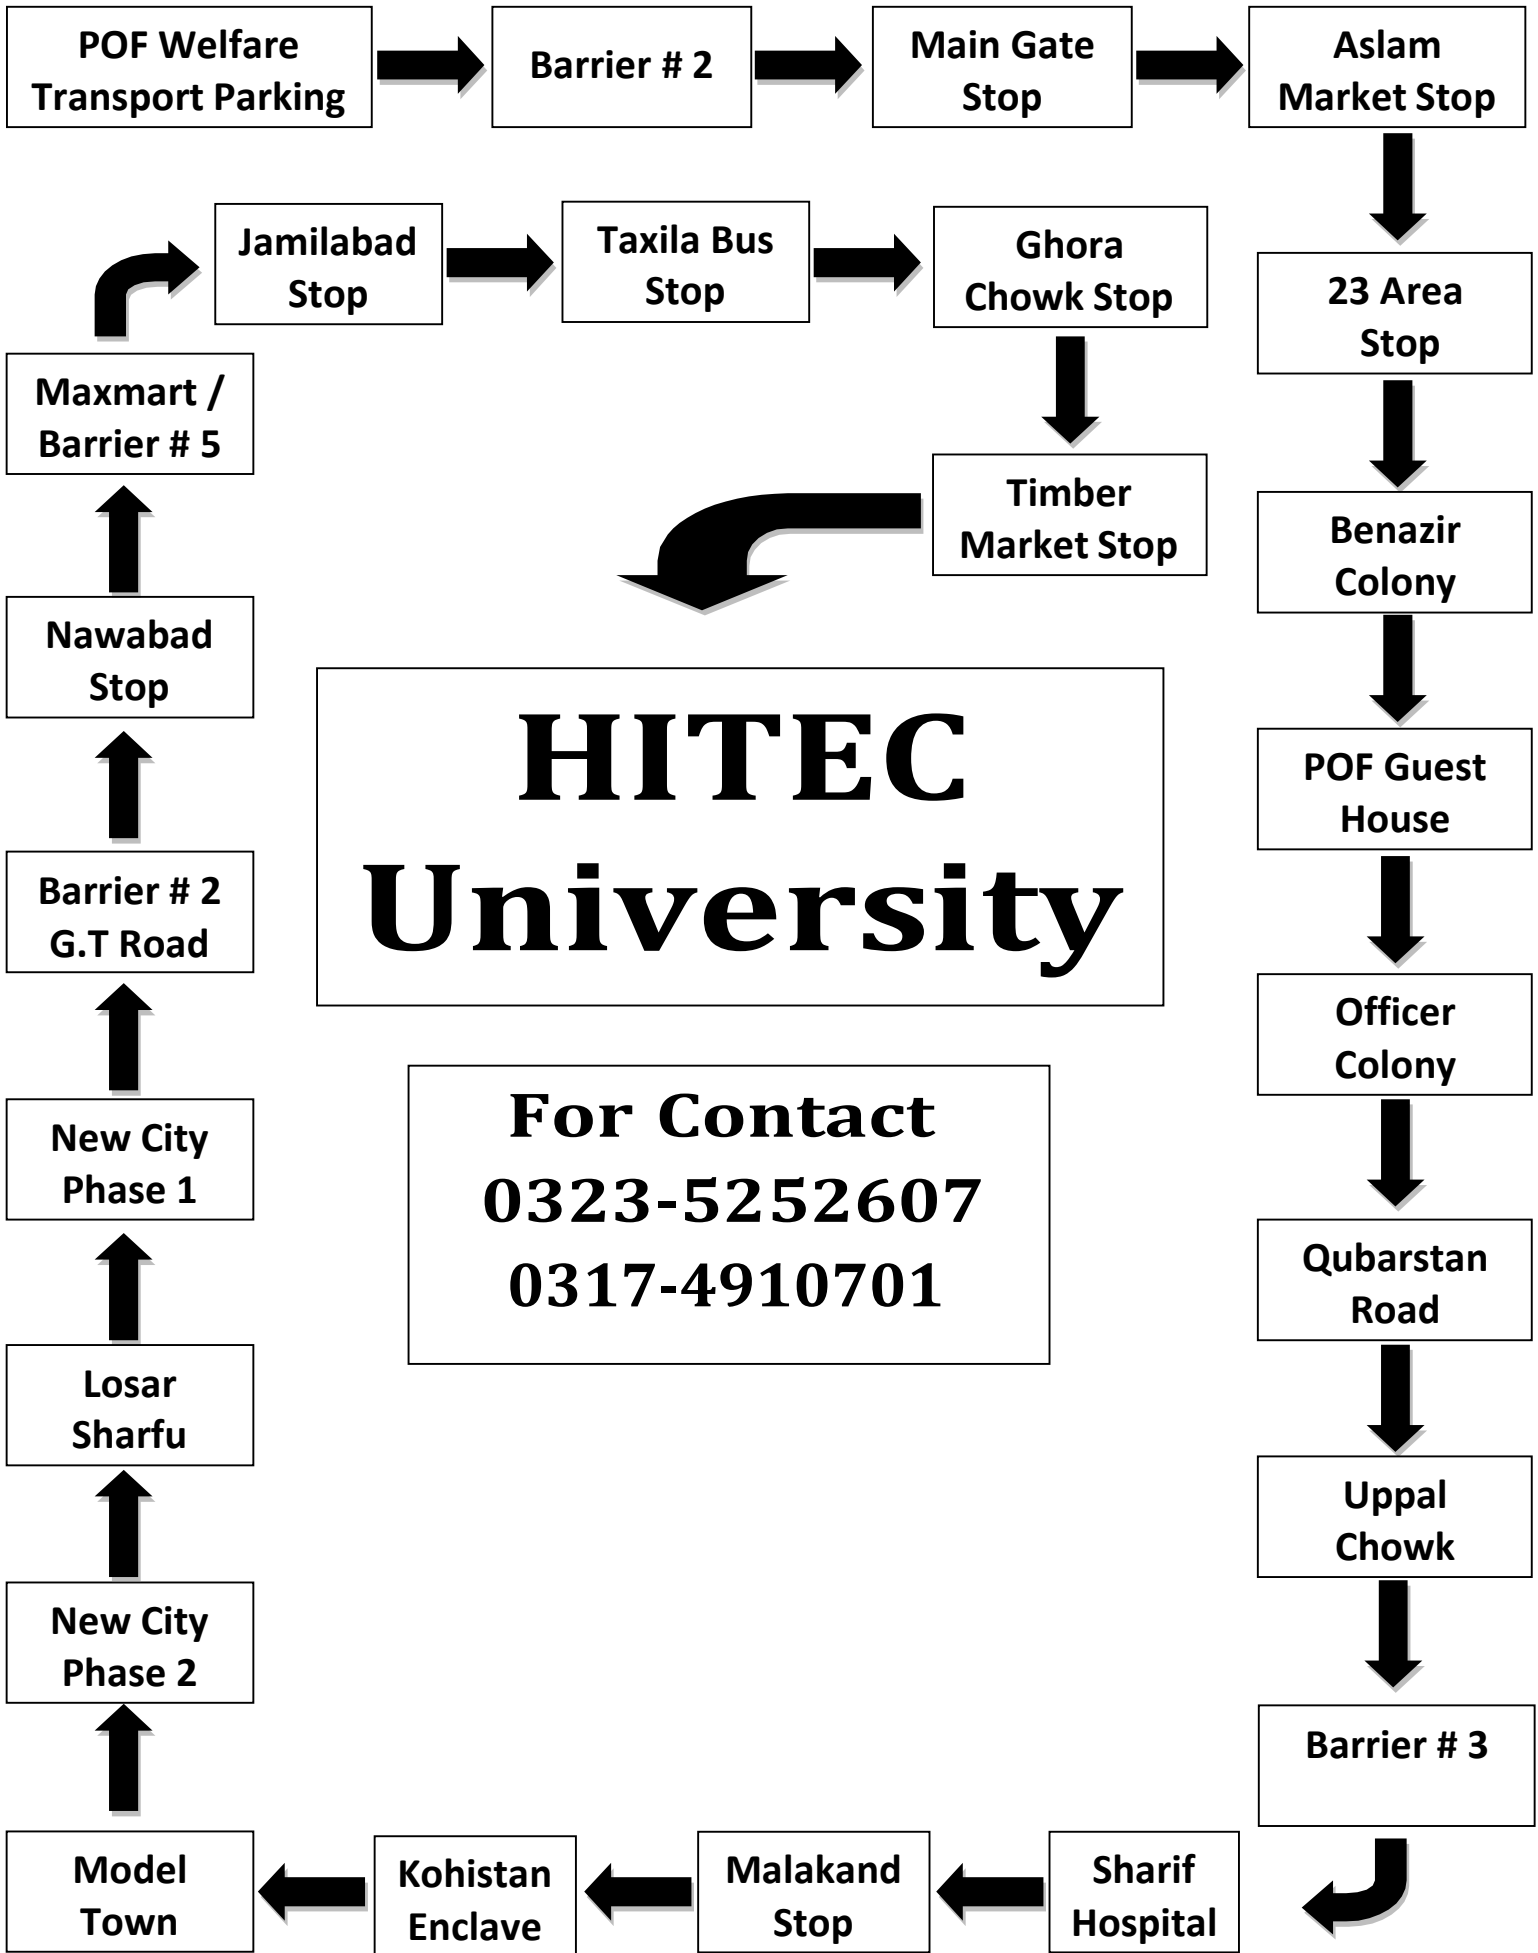 POF Welfare
Transport Parking
Barrier # 2
Main Gate
Stop
Aslam
Market Stop
23 Area
Stop
Benazir
Colony
POF Guest
House
Officer
Colony
Qubarstan
Road
Uppal
Chowk
Barrier # 3
Sharif
Hospital
Malakand
Stop
Kohistan
Enclave
Model
Town
New City
Phase 2
Losar
Sharfu
New City
Phase 1
Barrier # 2
G.T Road
Nawabad
Stop
Maxmart /
Barrier # 5
Jamilabad
Stop
Taxila Bus
Stop
Ghora
Chowk Stop
Timber
Market Stop
HITEC
University
For Contact
0323-5252607
0317-4910701